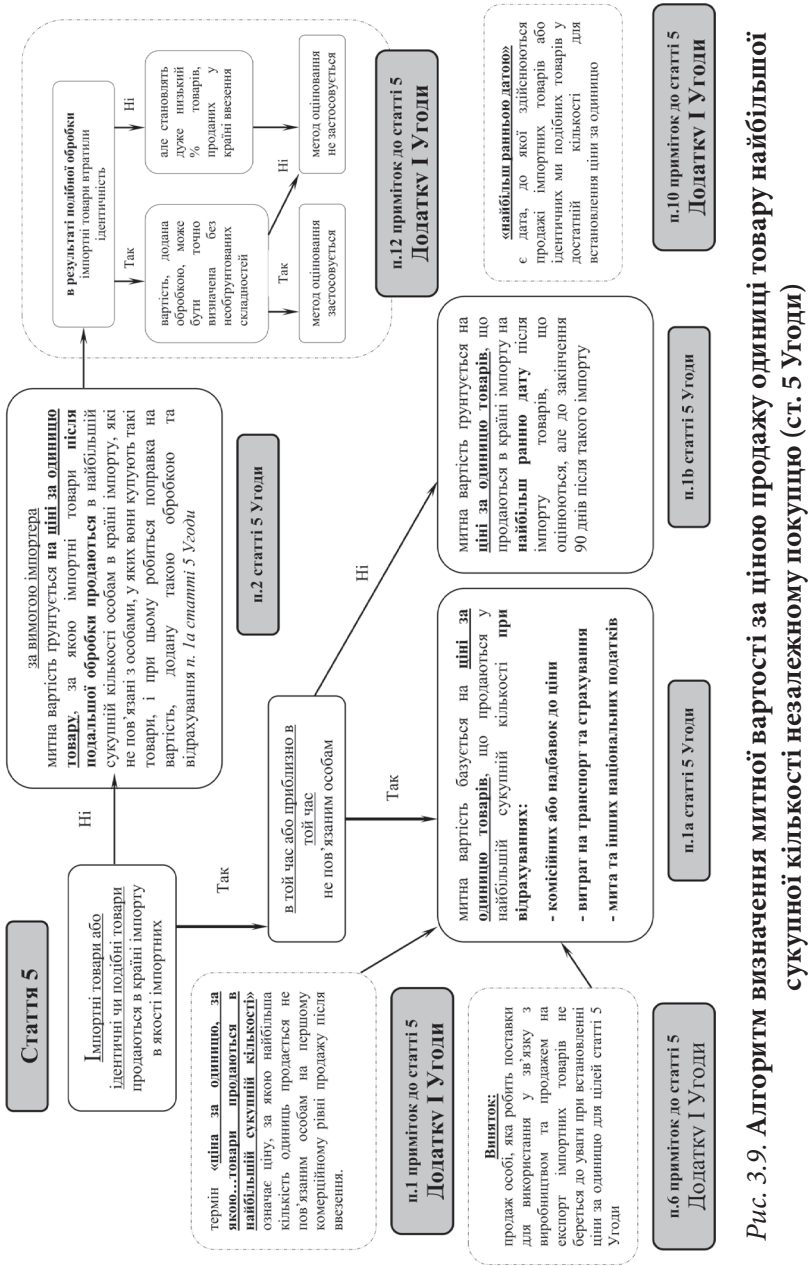 Стаття 5
Імпортні товари або
ідентичні чи подібні товари
продаються в країні імпорту
в якості імпортних
Ні
Так
за вимогою імпортера
митна вартість ґрунтується на ціні за одиницю
товару, за якою імпортні товари після
подальшої обробки продаються в найбільшій
сукупній кількості особам в країні імпорту, які
не пов’язані з особами, у яких вони купують такі
товари, і при цьому робиться поправка на
вартість, додану такою обробкою та
відрахування п. 1а статті 5 Угоди
п.2 статті 5 Угоди
в результаті подібної обробки
імпортні товари втратили
ідентичність
Так
Ні
вартість, додана
обробкою, може
бути точно
визначена без
необґрунтованих
складностей
але становлять
дуже низький
% товарів,
проданих у
країні ввезення
Так
Ні
метод оцінювання
застосовується
метод оцінювання
не застосовується
п.12 приміток до статті 5
Додатку І Угоди
в той час або приблизно в
той час
не пов’язаним особам
Так
Ні
термін «ціна за одиницю, за
якою…товари продаються в
найбільшій сукупній кількості»
означає ціну, за якою найбільша
кількість одиниць продається не
пов’язаним особам на першому
комерційному рівні продажу після
ввезення.
п.1 приміток до статті 5
Додатку І Угоди
митна вартість базується на ціні за
одиницю товарів, що продаються у
найбільшій сукупній кількості при
відрахуваннях:
- комісійних або надбавок до ціни
- витрат на транспорт та страхування
- мита та інших національних податків
п.1а статті 5 Угоди
митна вартість ґрунтується на
ціні за одиницю товарів, що
продаються в країні імпорту на
найбільш ранню дату після
імпорту товарів, що
оцінюються, але до закінчення
90 днів після такого імпорту
п.1b статті 5 Угоди
«найбільш ранньою датою»
є дата, до якої здійснюються
продажі імпортних товарів або
ідентичних ми подібних товарів у
достатній кількості для
встановлення ціни за одиницю
п.10 приміток до статті 5
Додатку І Угоди
Виняток:
продаж особі, яка робить поставки
для використання у зв’язку з
виробництвом та продажем на
експорт імпортних товарів не
береться до уваги при встановленні
ціни за одиницю для цілей статті 5
Угоди
п.6 приміток до статті 5
Додатку І Угоди
Рис. 3.9. Алгоритм визначення митної вартості за ціною продажу одиниці товару найбільшої
сукупної кількості незалежному покупцю (ст. 5 Угоди)